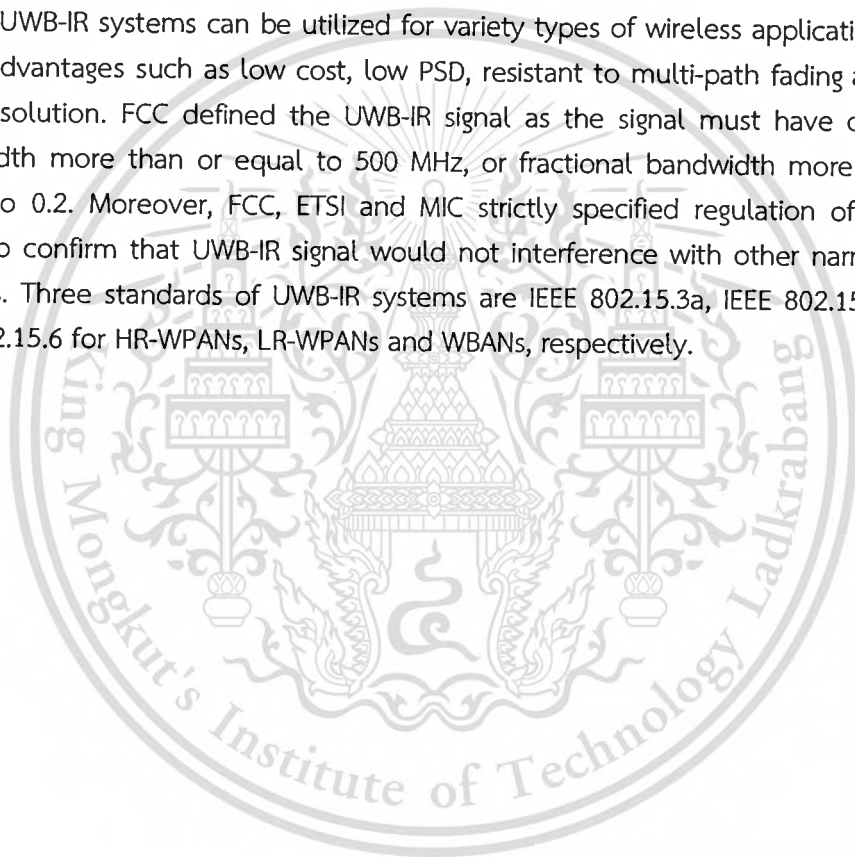 UWB-IR systems can be utilized for variety types of wireless applicati
dvantages such as low cost, low PSD, resistant to multi-path fading a
solution. FCC defined the UWB-IR signal as the signal must have o
dth more than or equal to 500 MHz, or fractional bandwidth more
o 0.2. Moreover, FCC, ETSI and MIC strictly specified regulation of
o confirm that UWB-IR signal would not interference with other narr
s. Three standards of UWB-IR systems are IEEE 802.15.3a, IEEE 802.15
2.15.6 for HR-WPANs, LR-WPANs and WBANs, respectively.
King Mongkut's Institute of Technology Ladkrabang